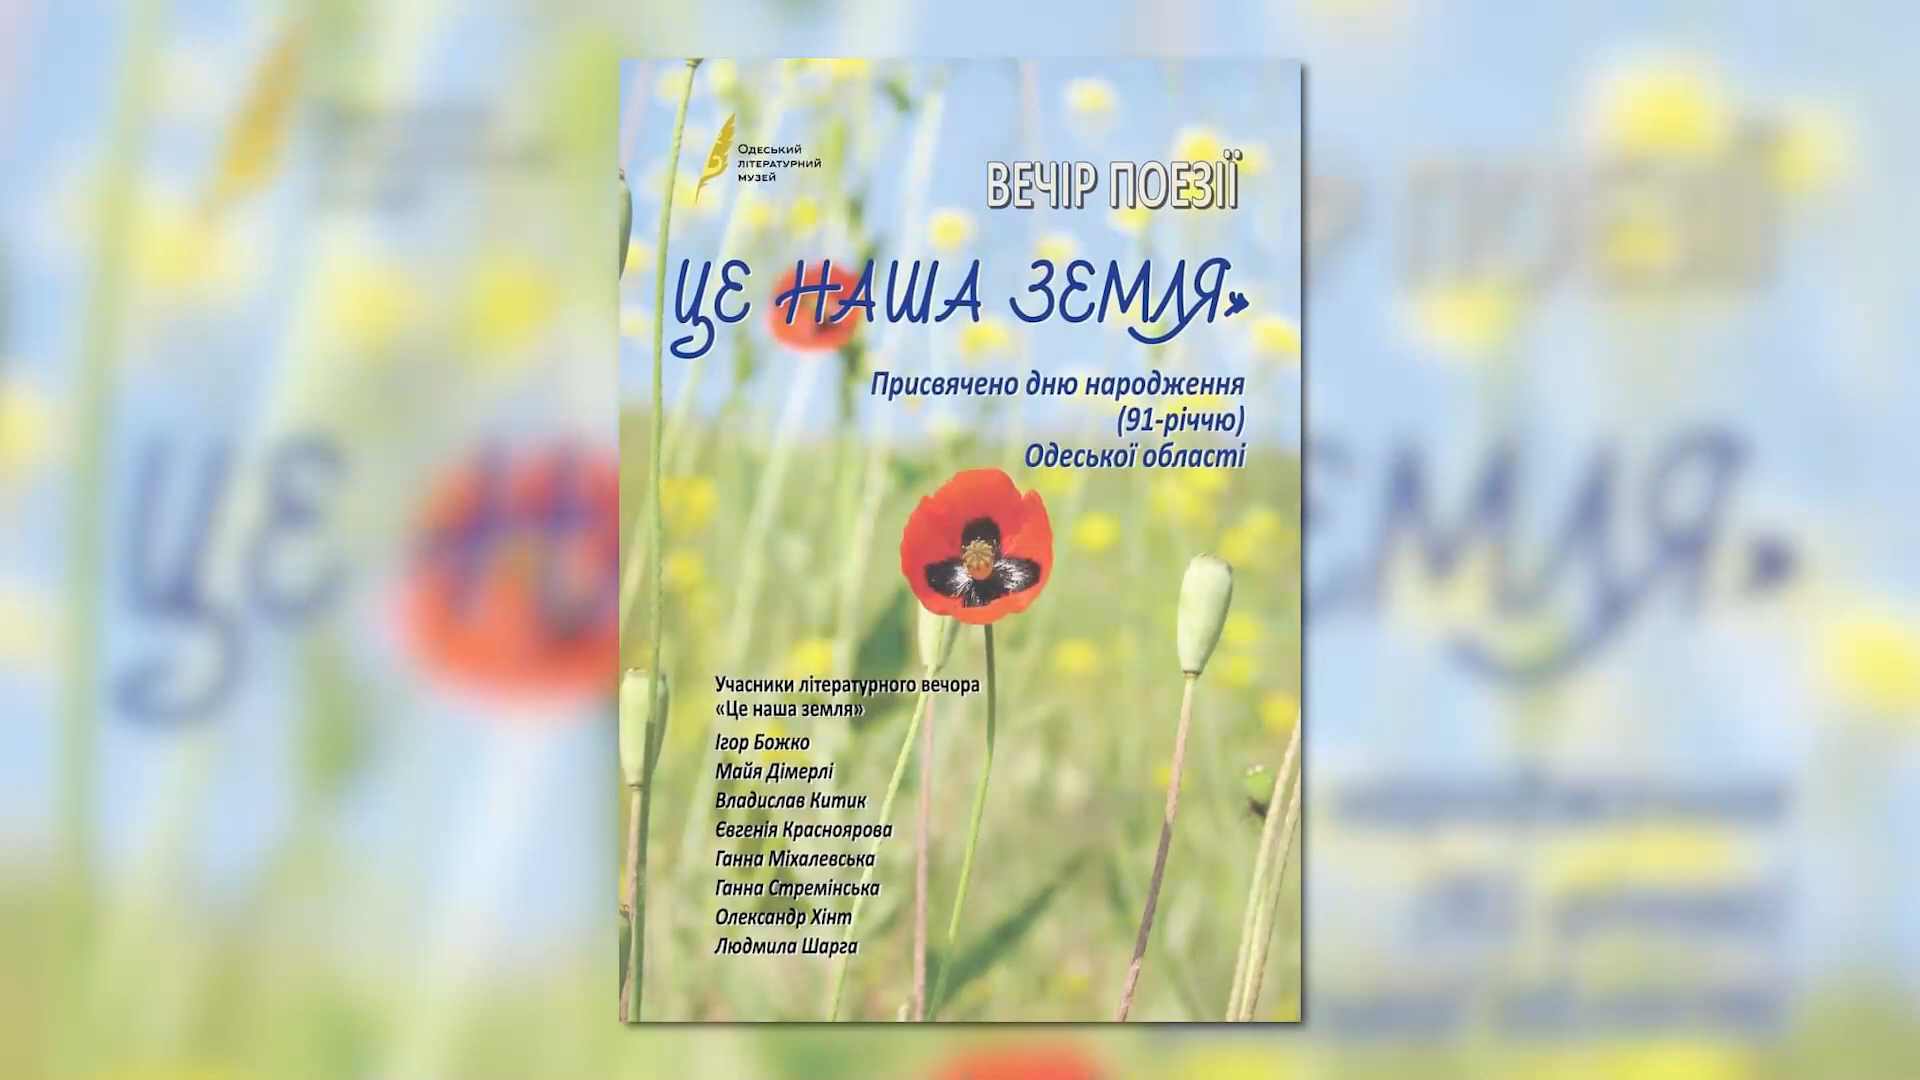 Одеський
літературний
музей
ВЕЧІР ПОЕЗІЇ
ЦЕ НАША ЗЕМЛЯ»
Присвячено дню народження
(91-річчю)
Одеської області
Учасники літературного вечора
«Це наша земля»
Ігор Божко
Майя Дімерлі
Владислав Китик
Євгенія Красноярова
Ганна Міхалевська
Ганна Стремінська
Олександр Хінт
Людмила Шарга